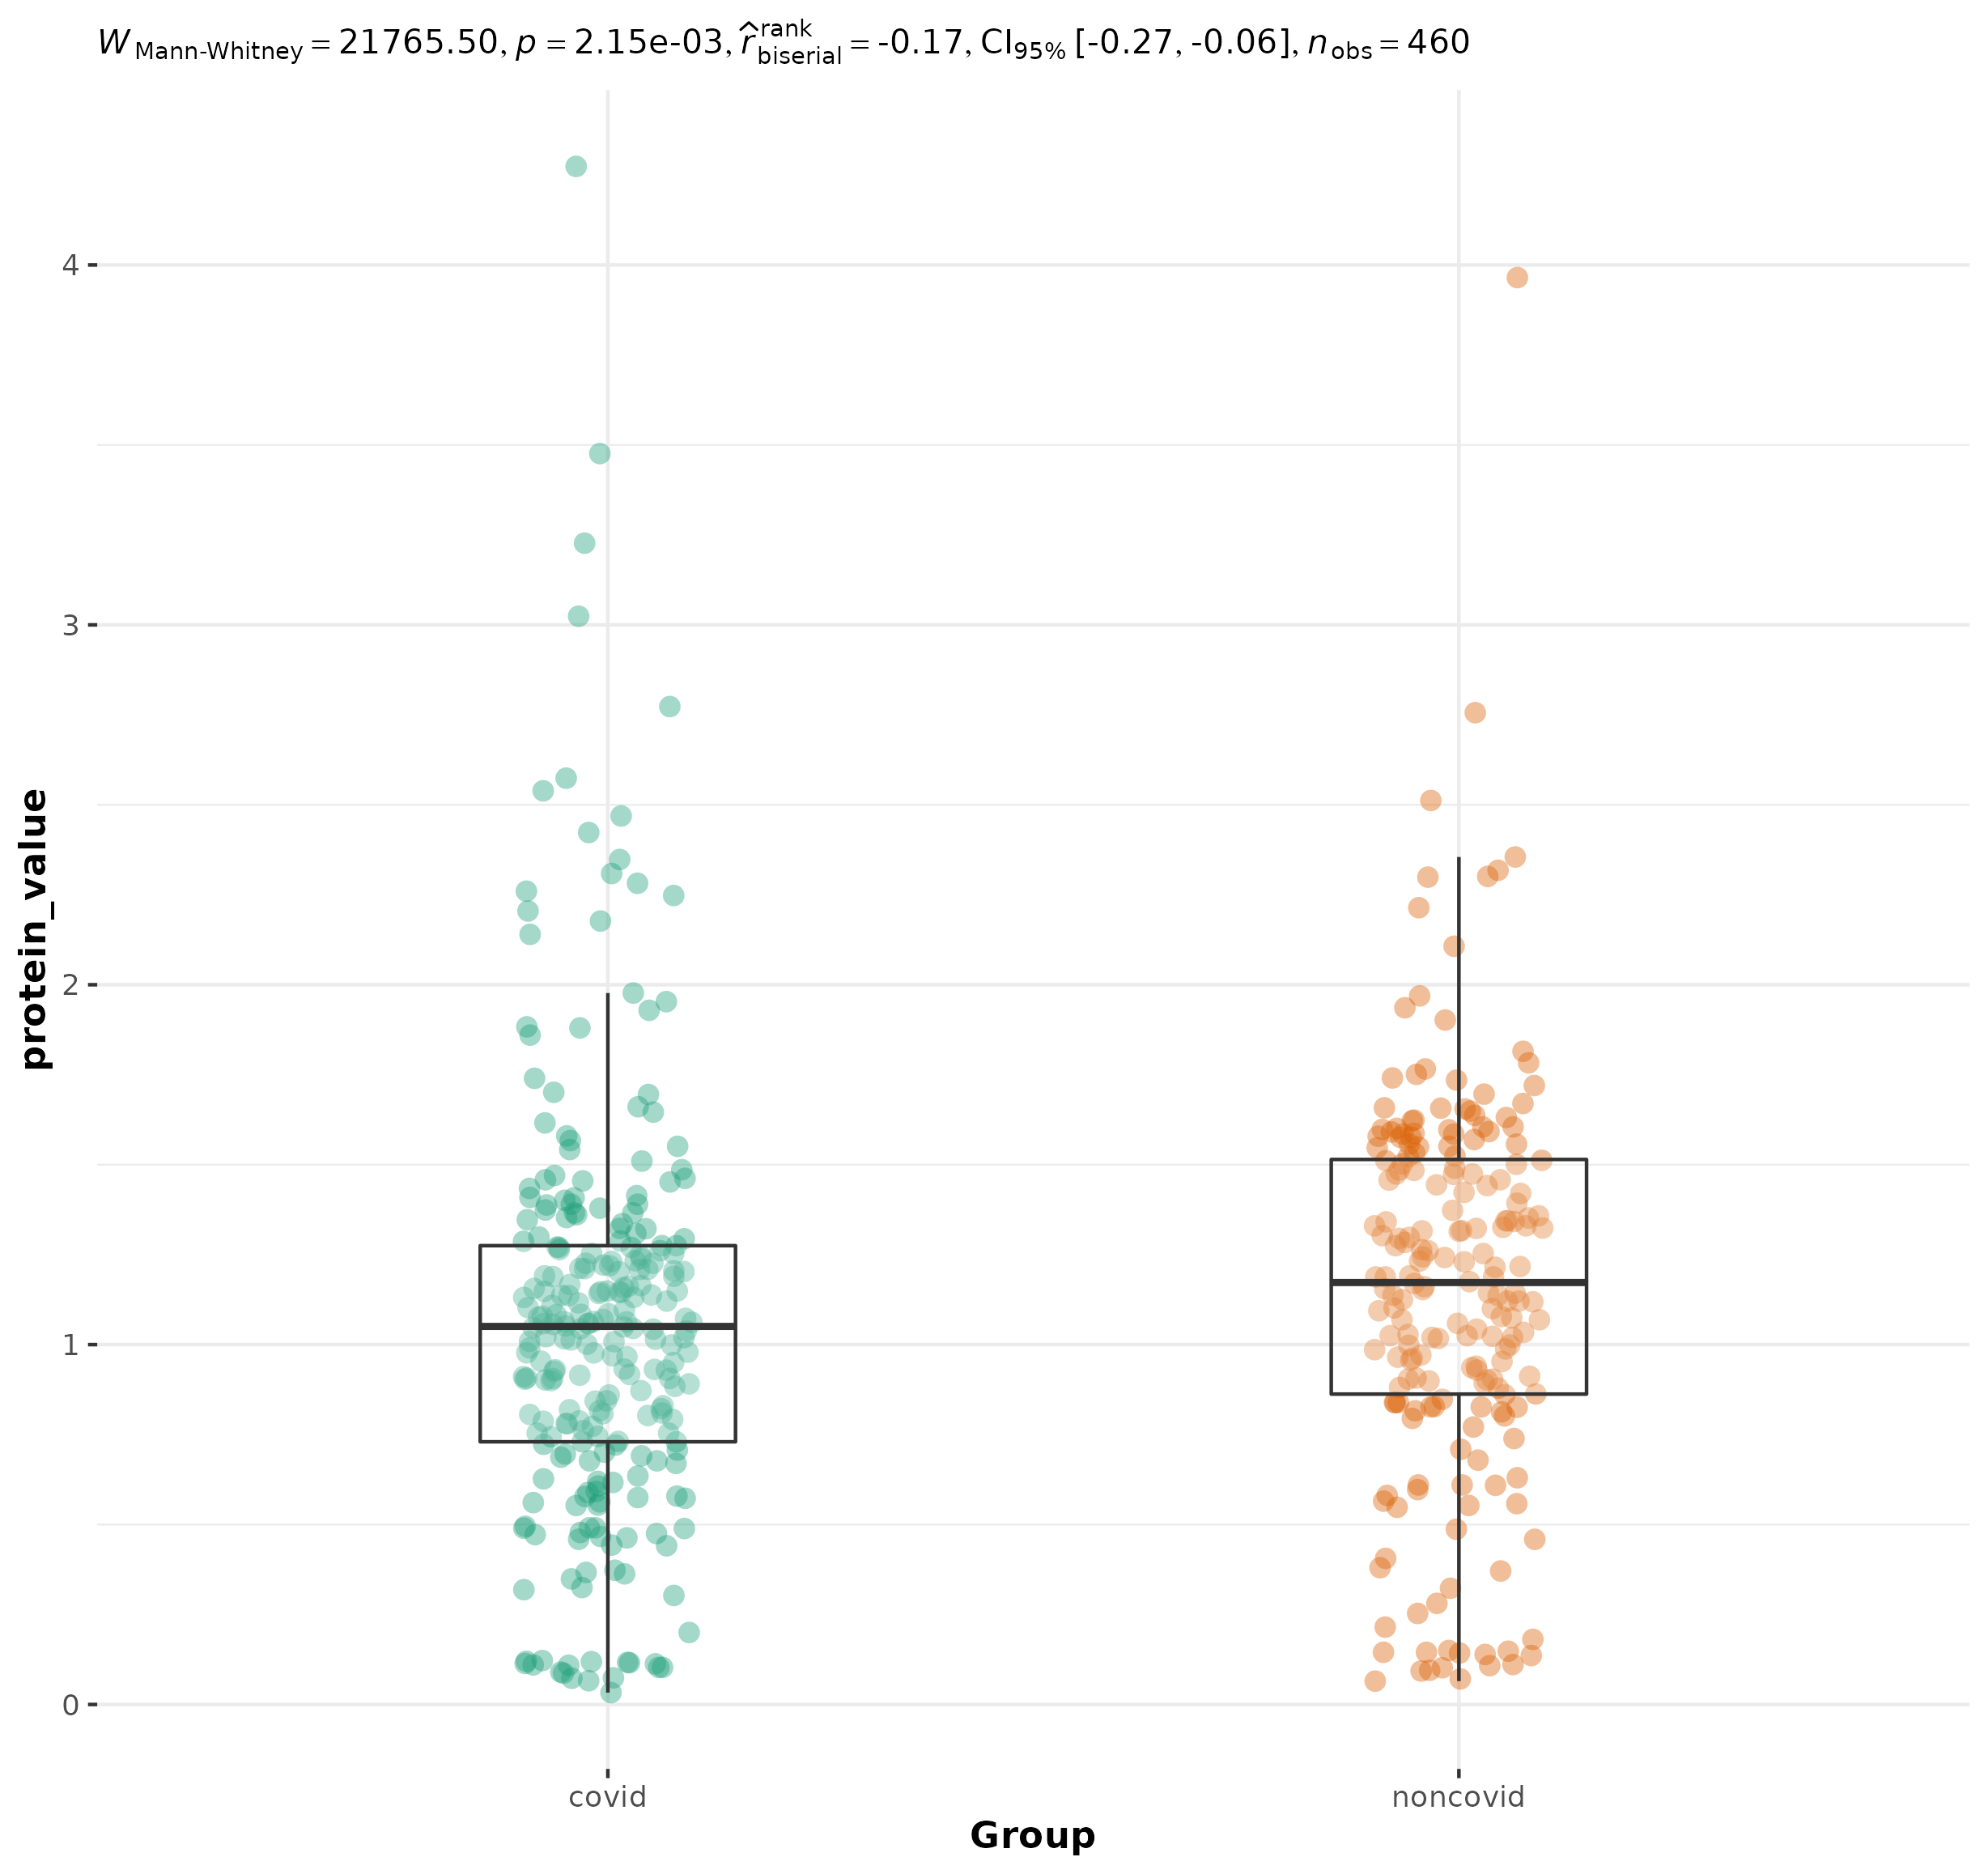 W Mann-Whitney = 21765.50, p = 2.15e-03, r̂ rank biserial = -0.17, CI95% [-0.27, -0.06], nobs = 460
4
3
2
1
0
protein_value
covid noncovid
Group